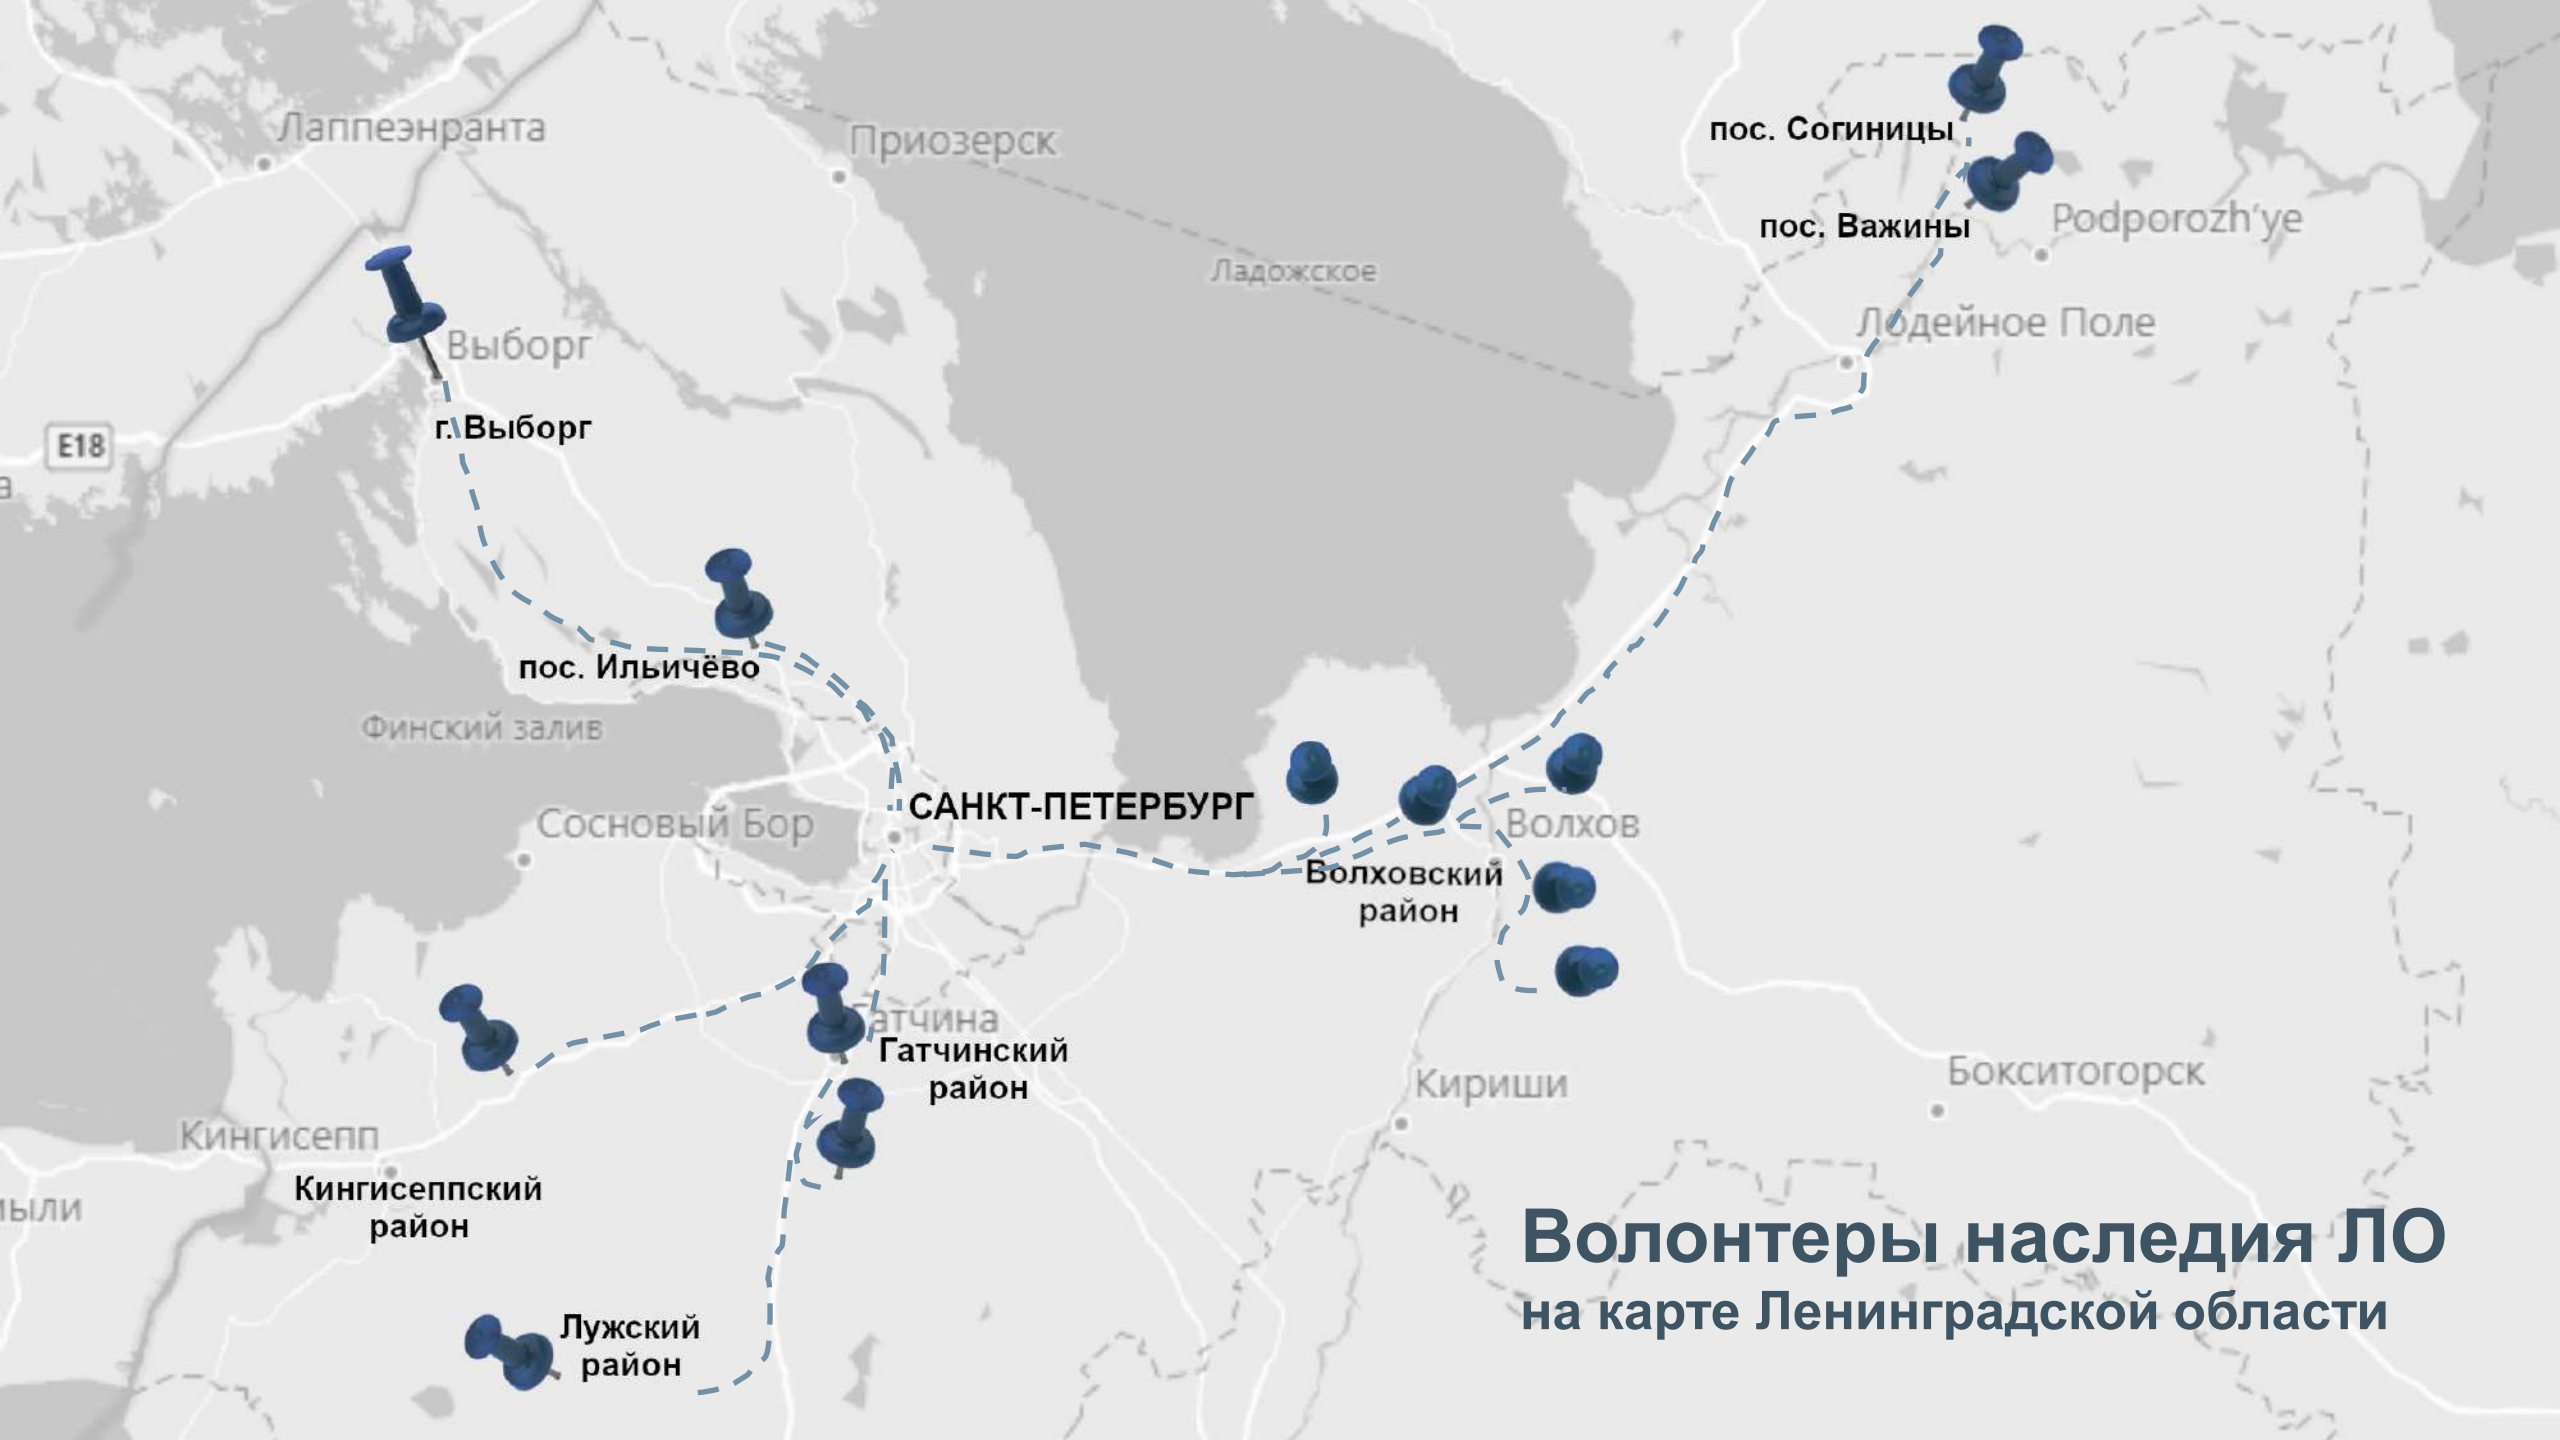 Лаппеэнранта
Приозерск
пос. Согиницы
пос. Важины
Podporozh'ye
Ладожское
Лодейное Поле
Выборг
г. Выборг
E18
а
пос. Ильичёво
Финский залив
САНКТ-ПЕТЕРБУРГ
Сосновый Бор
Волхов
Волховский
район
Гатчина
Гатчинский
район
Кириши
Бокситогорск
Кингисепп
Кингисеппский
район
мыли
Лужский
район
Волонтеры наследия ЛО
на карте Ленинградской области